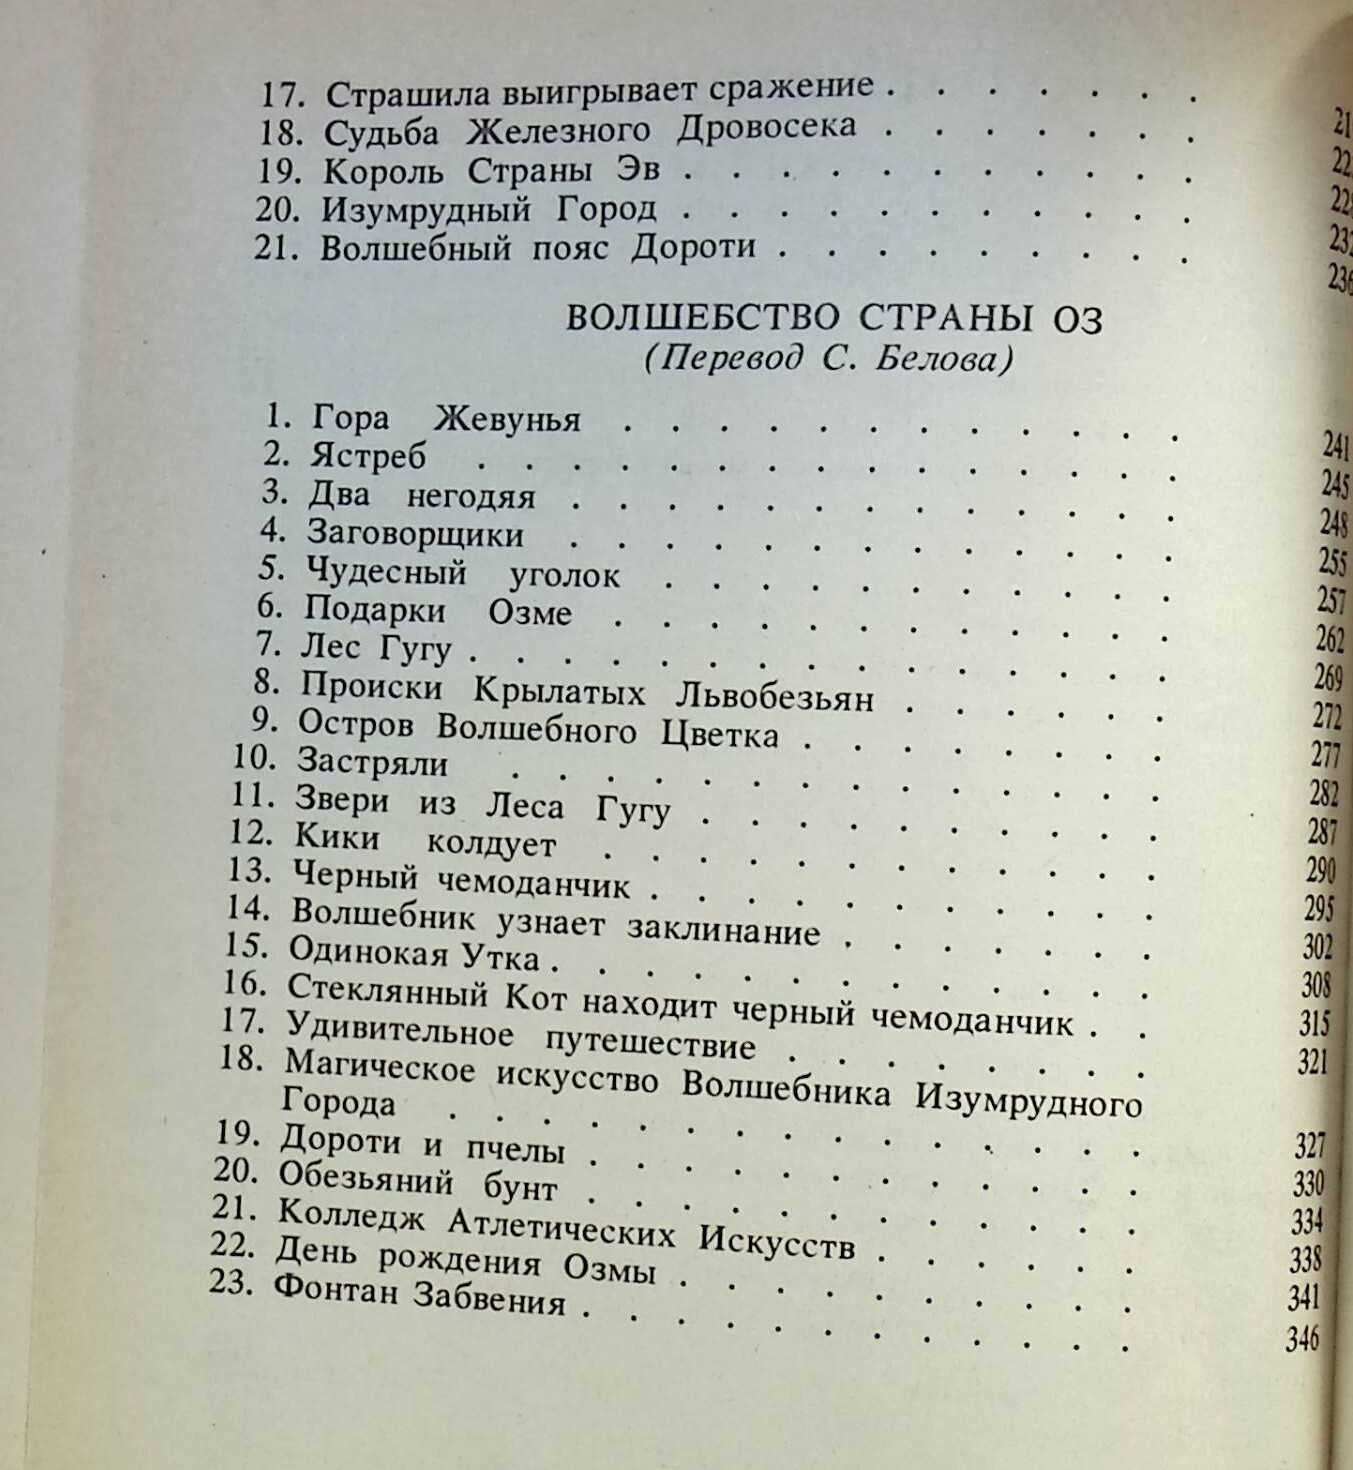 17. Страшила выигрывает сражение . . . . . . .
18. Судьба Железного Дровосека . . . . . . .
19. Король Страны Эв . . . . . . . . . . .
20. Изумрудный Город . . . . . . . . . . .
21. Волшебный пояс Дороти . . . . . . . . . 236
ВОЛШЕБСТВО СТРАНЫ ОЗ
(Перевод С. Белова)
1. Гора Жевунья . . . . . . . . . . . . 241
2. Ястреб . . . . . . . . . . . . . . . 245
3. Два негодяя . . . . . . . . . . . . . 248
4. Заговорщики . . . . . . . . . . . . . 255
5. Чудесный уголок . . . . . . . . . . . 257
6. Подарки Озме . . . . . . . . . . . . 262
7. Лес Гугу . . . . . . . . . . . . . . . 269
8. Происки Крылатых Львобезьян . . . . . . 272
9. Остров Волшебного Цветка . . . . . . . . 277
10. Застряли . . . . . . . . . . . . . . 282
11. Звери из Леса Гугу . . . . . . . . . . 287
12. Кики колдует . . . . . . . . . . . . 290
13. Черный чемоданчик . . . . . . . . . . . 295
14. Волшебник узнает заклинание . . . . . . . 302
15. Одинокая Утка . . . . . . . . . . . . . 308
16. Стеклянный Кот находит черный чемоданчик . . 315
17. Удивительное путешествие . . . . . . . . 321
18. Магическое искусство Волшебника Изумрудного
Города . . . . . . . . . . . . . . . 327
19. Дороти и пчелы . . . . . . . . . . . . 330
20. Обезьяний бунт . . . . . . . . . . . . 334
21. Колледж Атлетических Искусств . . . . . . 338
22. День рождения Озмы . . . . . . . . . . 341
23. Фонтан Забвения . . . . . . . . . . . . 346